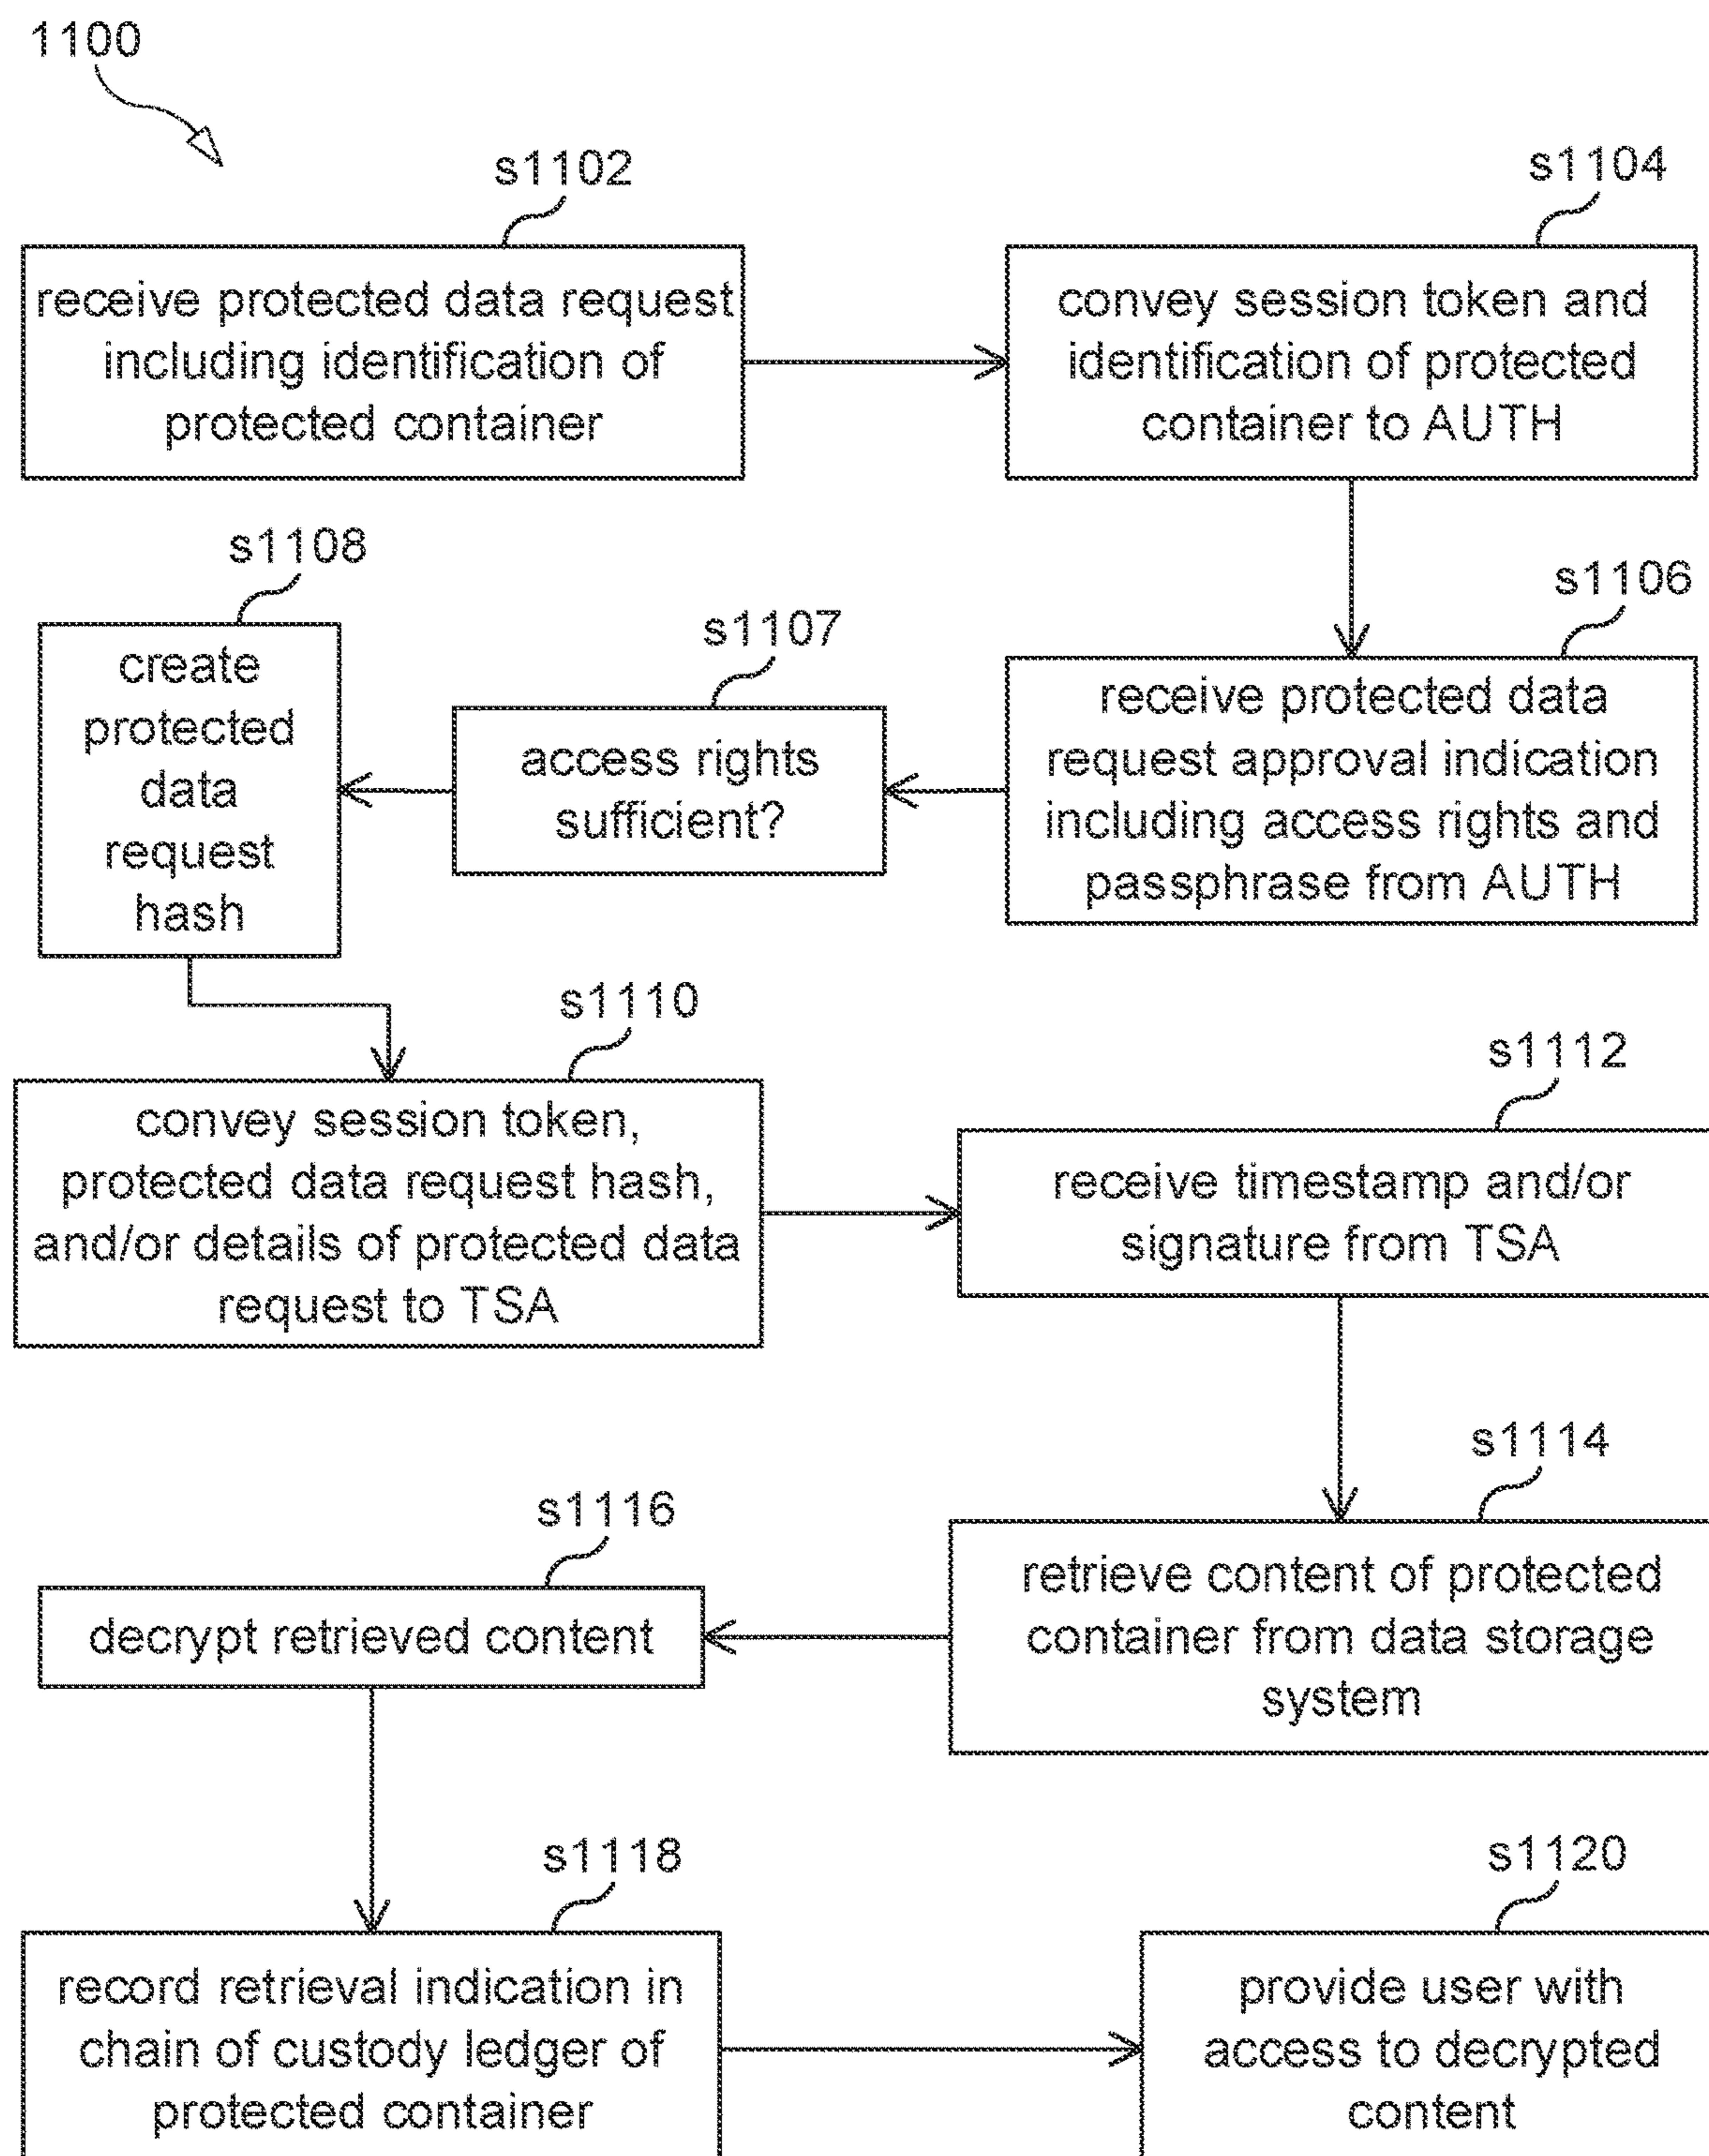 1100
s1102
receive protected data request
including identification of
protected container
s1104
convey session token and
identification of protected
container to AUTH
s1106
receive protected data
request approval indication
including access rights and
passphrase from AUTH
s1107
access rights
sufficient?
s1108
create
protected
data
request
hash
s1110
convey session token,
protected data request hash,
and/or details of protected data
request to TSA
s1112
receive timestamp and/or
signature from TSA
s1114
retrieve content of protected
container from data storage
system
s1116
decrypt retrieved content
s1118
record retrieval indication in
chain of custody ledger of
protected container
s1120
provide user with
access to decrypted
content